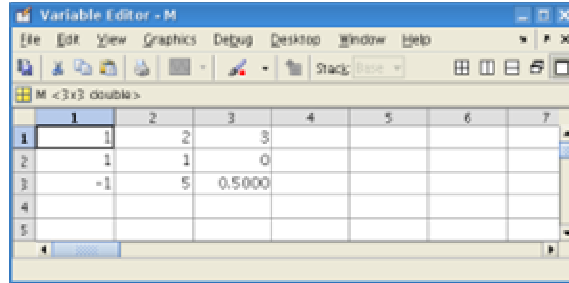 Variable Editor - M
File Edit View Graphics Debug Desktop Window Help
Stack: Base
M <3x3 double>
1 2 3 4 5 6 7
1 1 2 3
2 1 1 0
3 -1 5 0.5000
4
5